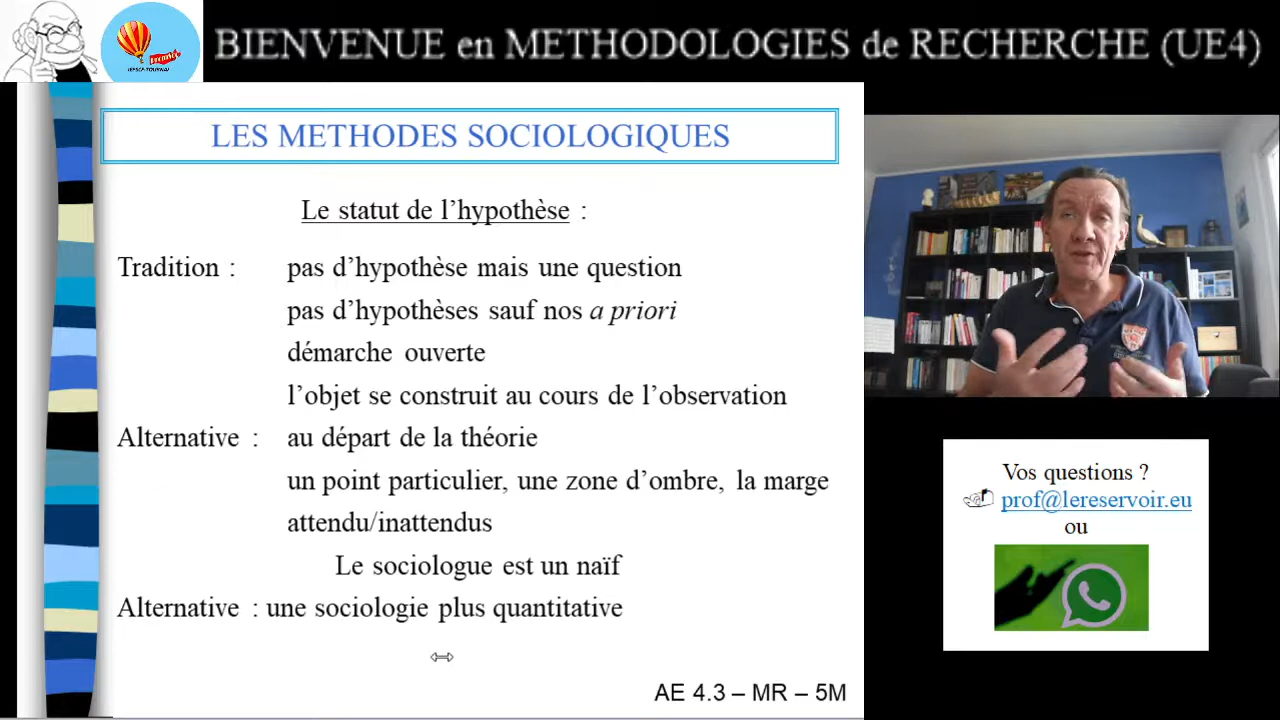 BIENVENUE en METHODOLOGIES de RECHERCHE (UE4)
LES METHODES SOCIOLOGIQUES
Le statut de l’hypothèse :
Tradition : pas d’hypothèse mais une question
pas d’hypothèses sauf nos a priori
démarche ouverte
l’objet se construit au cours de l’observation
Alternative : au départ de la théorie
un point particulier, une zone d’ombre, la marge
attendu/inattendus
Le sociologue est un naïf
Alternative : une sociologie plus quantitative
AE 4.3 – MR – 5M
Vos questions ?
prof@lereservoir.eu
ou